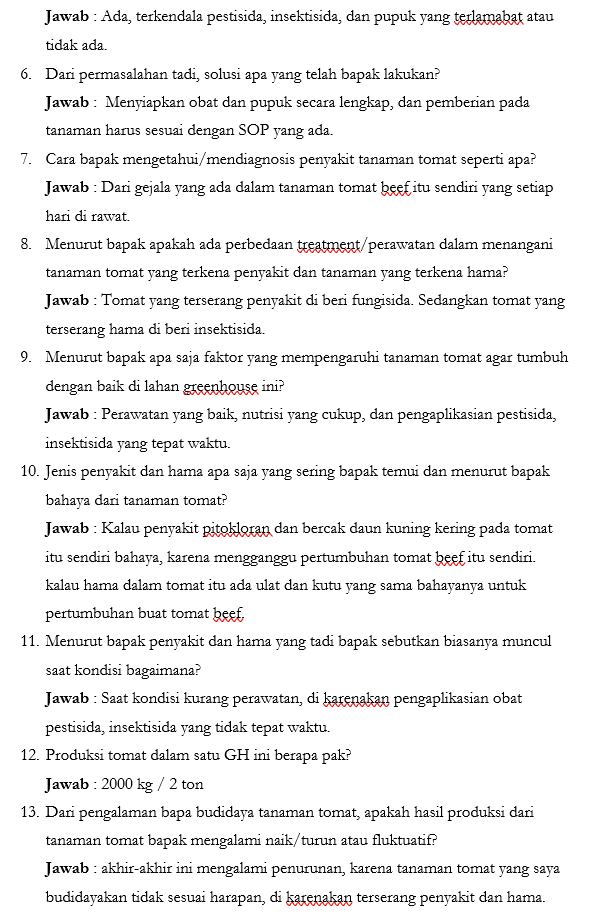 Jawab : Ada, terkendala pestisida, insektisida, dan pupuk yang terlamabat atau
tidak ada.
6. Dari permasalahan tadi, solusi apa yang telah bapak lakukan?
Jawab : Menyiapkan obat dan pupuk secara lengkap, dan pemberian pada
tanaman harus sesuai dengan SOP yang ada.
7. Cara bapak mengetahui/mendiagnosis penyakit tanaman tomat seperti apa?
Jawab : Dari gejala yang ada dalam tanaman tomat beef itu sendiri yang setiap
hari di rawat.
8. Menurut bapak apakah ada perbedaan treatment/perawatan dalam menangani
tanaman tomat yang terkena penyakit dan tanaman yang terkena hama?
Jawab : Tomat yang terserang penyakit di beri fungisida. Sedangkan tomat yang
terserang hama di beri insektisida.
9. Menurut bapak apa saja faktor yang mempengaruhi tanaman tomat agar tumbuh
dengan baik di lahan greenhouse ini?
Jawab : Perawatan yang baik, nutrisi yang cukup, dan pengaplikasian pestisida,
insektisida yang tepat waktu.
10. Jenis penyakit dan hama apa saja yang sering bapak temui dan menurut bapak
bahaya dari tanaman tomat?
Jawab : Kalau penyakit pitokloran dan bercak daun kuning kering pada tomat
itu sendiri bahaya, karena mengganggu pertumbuhan tomat beef itu sendiri.
kalau hama dalam tomat itu ada ulat dan kutu yang sama bahayanya untuk
pertumbuhan buat tomat beef.
11. Menurut bapak penyakit dan hama yang tadi bapak sebutkan biasanya muncul
saat kondisi bagaimana?
Jawab : Saat kondisi kurang perawatan, di karenakan pengaplikasian obat
pestisida, insektisida yang tidak tepat waktu.
12. Produksi tomat dalam satu GH ini berapa pak?
Jawab : 2000 kg / 2 ton
13. Dari pengalaman bapa budidaya tanaman tomat, apakah hasil produksi dari
tanaman tomat bapak mengalami naik/turun atau fluktuatif?
Jawab : akhir-akhir ini mengalami penurunan, karena tanaman tomat yang saya
budidayakan tidak sesuai harapan, di karenakan terserang penyakit dan hama.